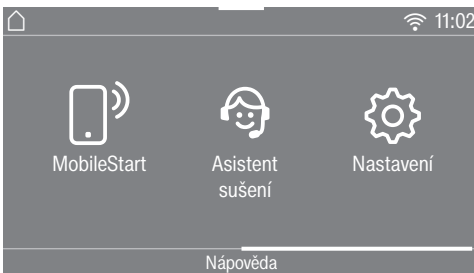 11:02
MobileStart
Asistent
sušení
Nastavení
Nápověda